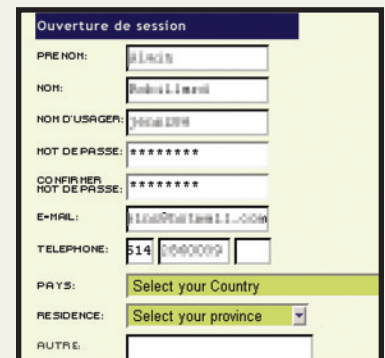 Ouverture de session
PRENOM:
NOM:
NOM D'USAGER:
MOT DE PASSE: ********
CONFIRMER
MOT DE PASSE: ********
E-MAIL: .com
TELEPHONE: 514
PAYS: Select your Country
RESIDENCE: Select your province
AUTRE: